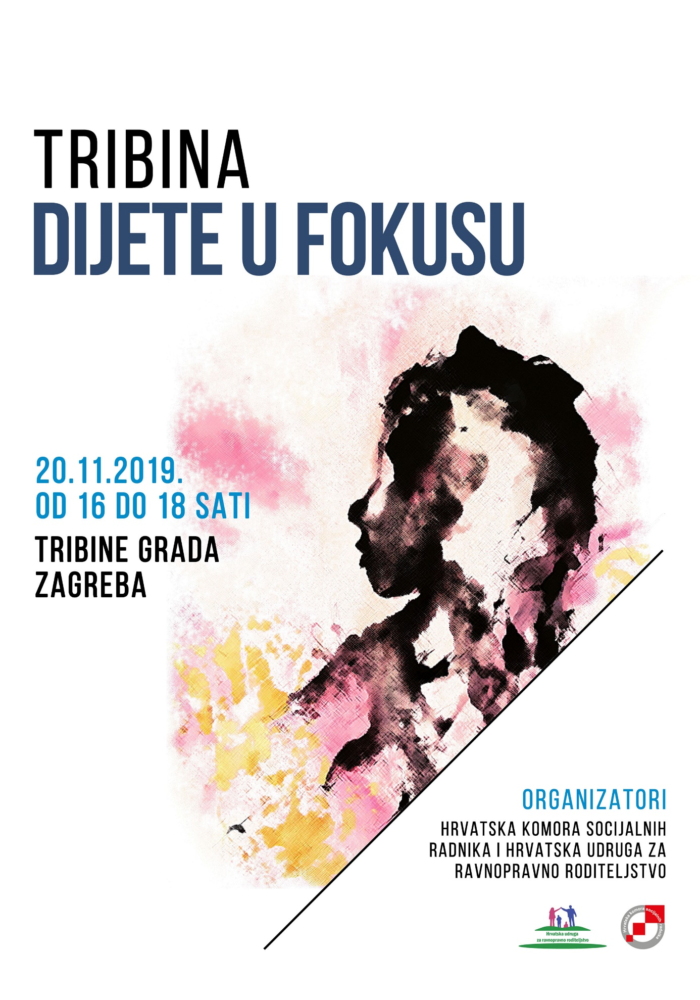 TRIBINA
DIJETE U FOKUSU
20.11.2019.
OD 16 DO 18 SATI
TRIBINE GRADA
ZAGREBA
ORGANIZATORI
HRVATSKA KOMORA SOCIJALNIH
RADNIKA I HRVATSKA UDRUGA ZA
RAVNOPRAVNO RODITELJSTVO
Hrvatska udruga
za ravnopravno roditeljstvo
Hrvatska komora socijalnih radnika